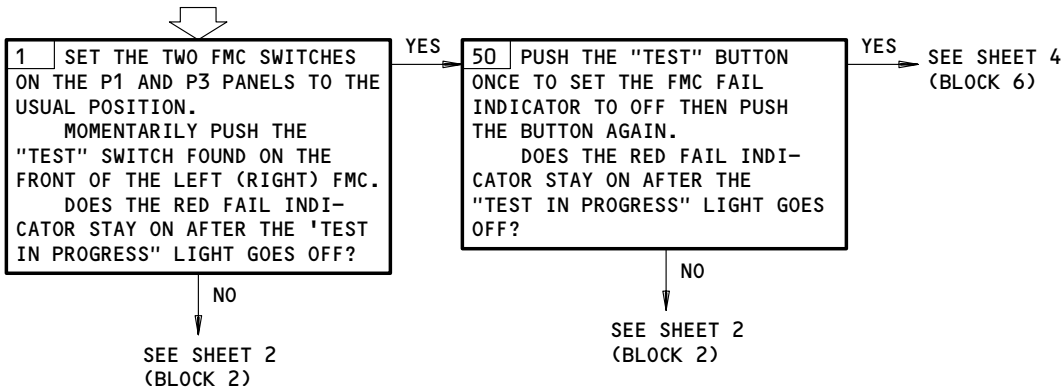 1 SET THE TWO FMC SWITCHES
ON THE P1 AND P3 PANELS TO THE
USUAL POSITION.
MOMENTARILY PUSH THE
"TEST" SWITCH FOUND ON THE
FRONT OF THE LEFT (RIGHT) FMC.
DOES THE RED FAIL INDI-
CATOR STAY ON AFTER THE 'TEST
IN PROGRESS" LIGHT GOES OFF?
YES
50 PUSH THE "TEST" BUTTON
ONCE TO SET THE FMC FAIL
INDICATOR TO OFF THEN PUSH
THE BUTTON AGAIN.
DOES THE RED FAIL INDI-
CATOR STAY ON AFTER THE
"TEST IN PROGRESS" LIGHT GOES
OFF?
YES
SEE SHEET 4
(BLOCK 6)
NO
SEE SHEET 2
(BLOCK 2)
NO
SEE SHEET 2
(BLOCK 2)